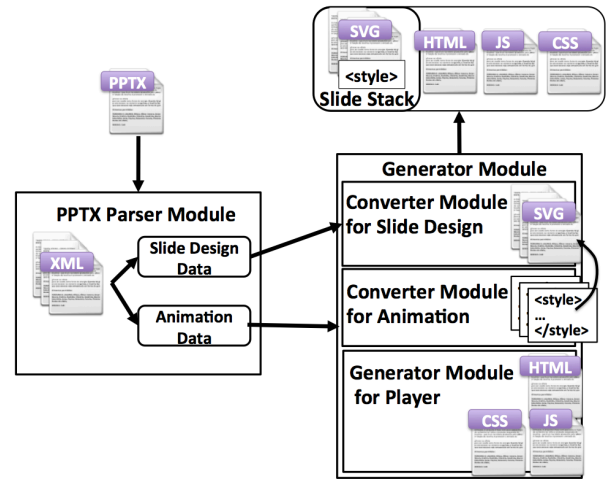 SVG
<style>
Slide Stack
HTML
JS
CSS
PPTX
PPTX Parser Module
XML
Slide Design
Data
Animation
Data
Generator Module
Converter Module
for Slide Design
SVG
Converter Module
for Animation
<style>
...
</style>
Generator Module
for Player
HTML
CSS
JS